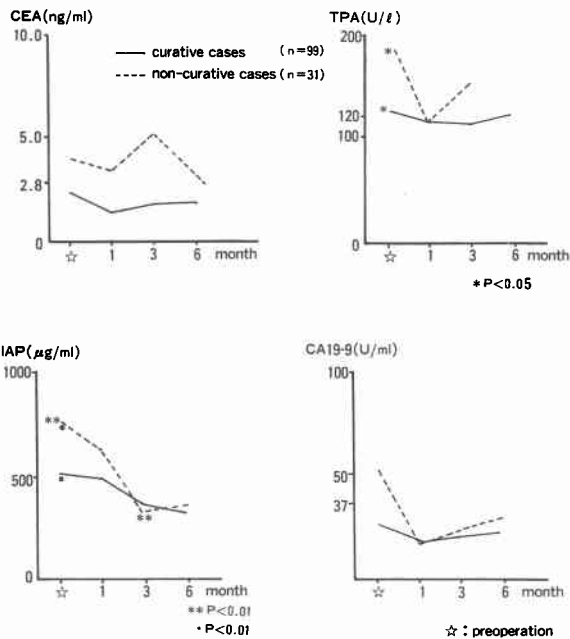 CEA(ng/ml)
10.0
5.0
2.8
0
☆ 1 3 6 month
curative cases (n=99)
non-curative cases (n=31)
TPA(U/ℓ)
200
120
100
0
*
*
☆ 1 3 6 month
* P<0.05
IAP(μg/ml)
1000
500
0
**
**
☆ 1 3 6 month
** P<0.01
• P<0.01
CA19-9(U/ml)
100
50
37
0
☆ 1 3 6 month
☆ : preoperation